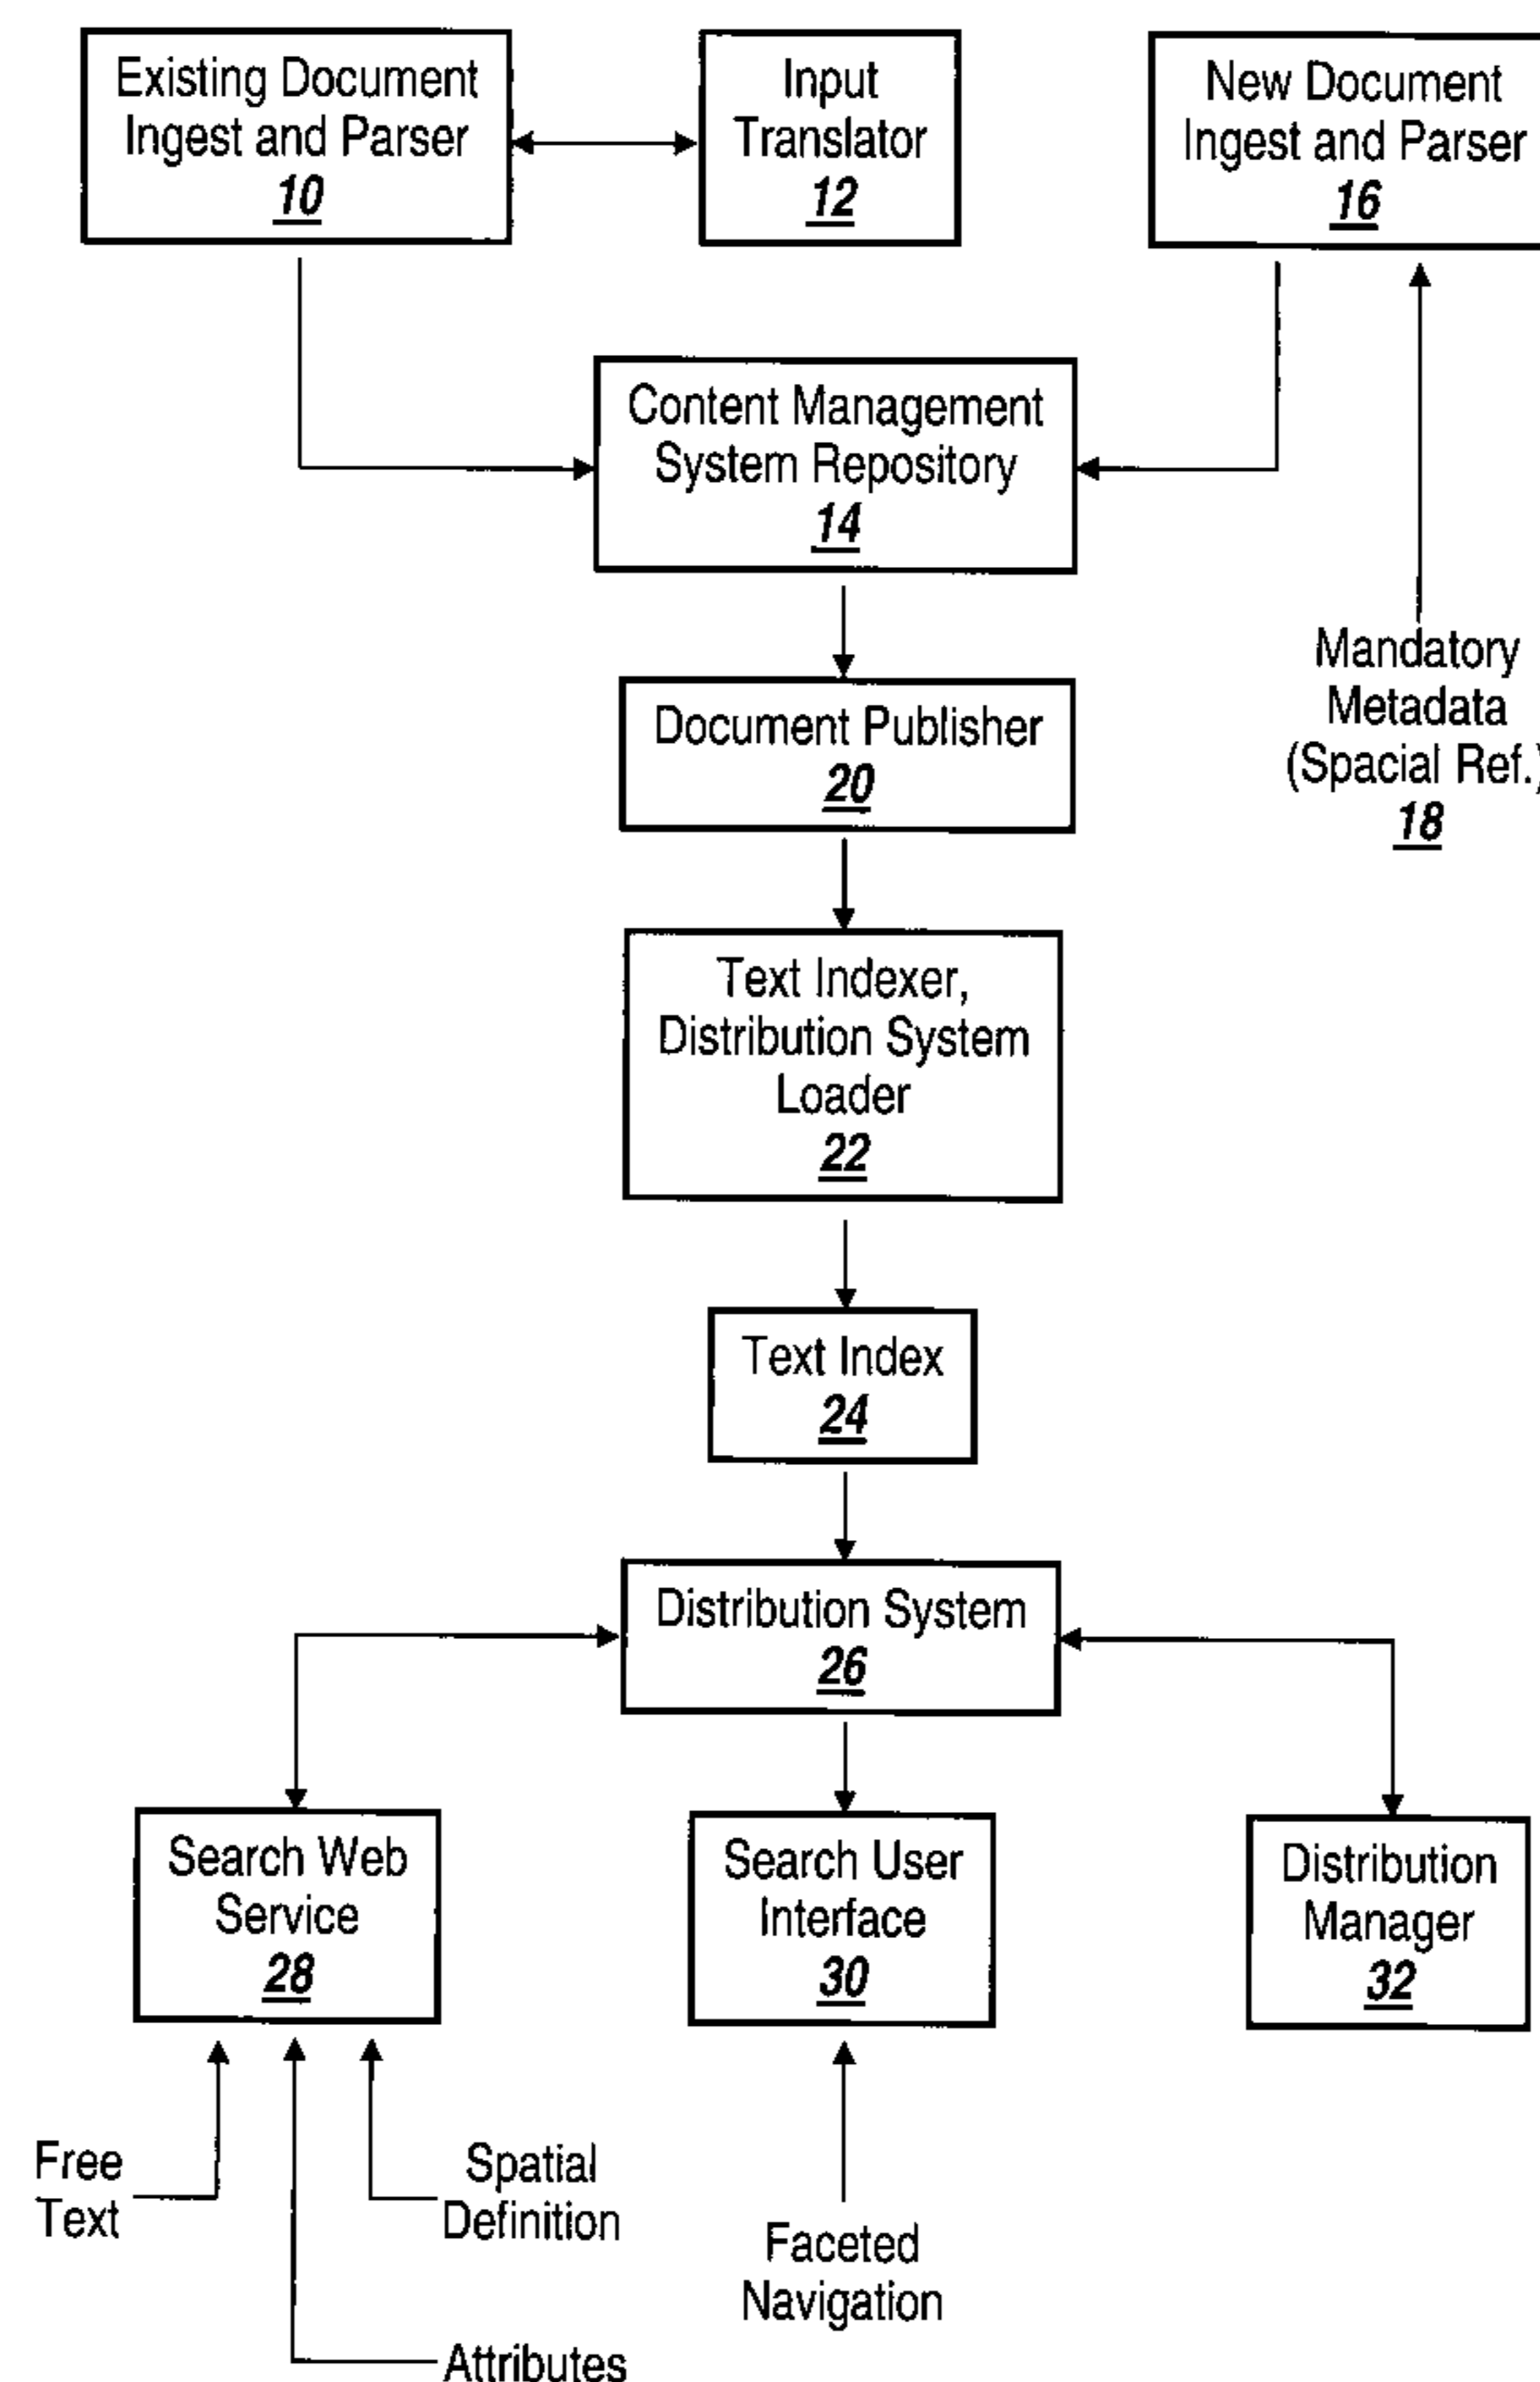 Existing Document
Ingest and Parser
10
Input
Translator
12
New Document
Ingest and Parser
16
Content Management
System Repository
14
Mandatory
Metadata
(Spacial Ref.)
18
Document Publisher
20
Text Indexer,
Distribution System
Loader
22
Text Index
24
Distribution System
26
Search Web
Service
28
Search User
Interface
30
Distribution
Manager
32
Free
Text
Spatial
Definition
Attributes
Faceted
Navigation